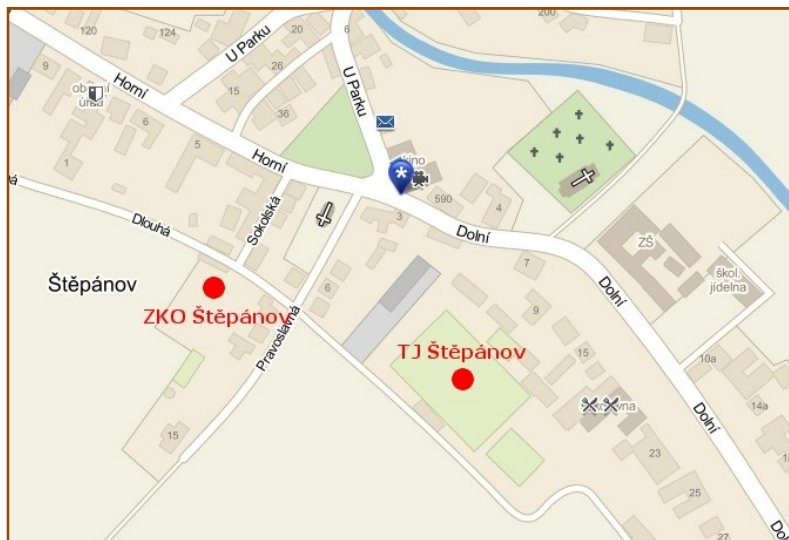 120
124
20
6
200
9
Horní
U Parku
26
U Parku
15
36
6
5
1
Horní
kino
590
4
3
Sokolská
Dlouhá
Dolní
ZŠ
škol.
jídelna
7
Štěpánov
6
Dolní
9
ZKO Štěpánov
Pravoslavná
TJ Štěpánov
15
10a
14a
Dolní
15
23
25
27
Dolní